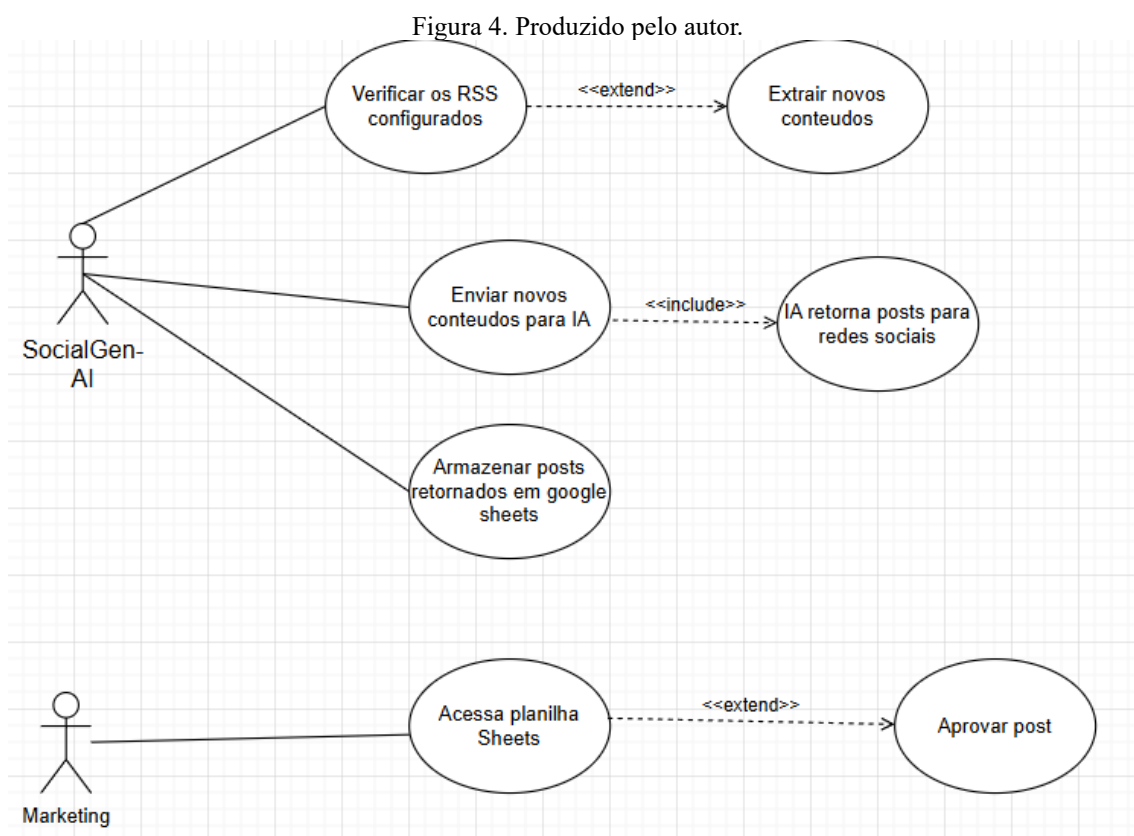 Figura 4. Produzido pelo autor.
Verificar os RSS
configurados
<<extend>>
Extrair novos
conteudos
SocialGen-
AI
Enviar novos
conteudos para IA
<<include>>
IA retorna posts para
redes sociais
Armazenar posts
retornados em google
sheets
Marketing
Acessa planilha
Sheets
<<extend>>
Aprovar post